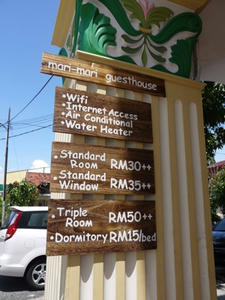 mari-mari guesthouse
• Wifi
• Internet Access
• Air Conditional
• Water Heater
• Standard
Room RM30++
• Standard
Window RM35++
• Triple
Room RM50++
• Dormitory RM15/bed